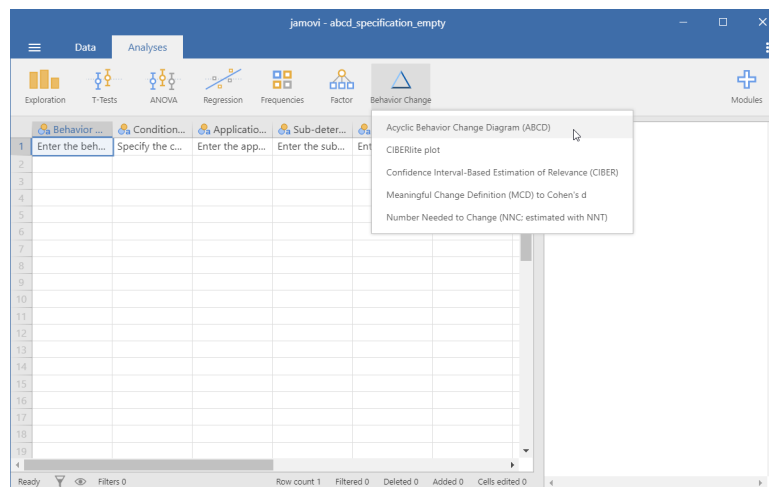 jamovi - abcd_specification_empty
Data Analyses
Exploration T-Tests ANOVA Regression Frequencies Factor Behavior Change Modules
Acyclic Behavior Change Diagram (ABCD)
CIBERlite plot
Confidence Interval-Based Estimation of Relevance (CIBER)
Meaningful Change Definition (MCD) to Cohen's d
Number Needed to Change (NNC; estimated with NNT)
Behavior ... Condition... Applicatio... Sub-deter...
1 Enter the beh... Specify the c... Enter the app... Enter the sub... Ent
2
3
4
5
6
7
8
9
10
11
12
13
14
15
16
17
18
19
Ready Filters 0 Row count 1 Filtered 0 Deleted 0 Added 0 Cells edited 0